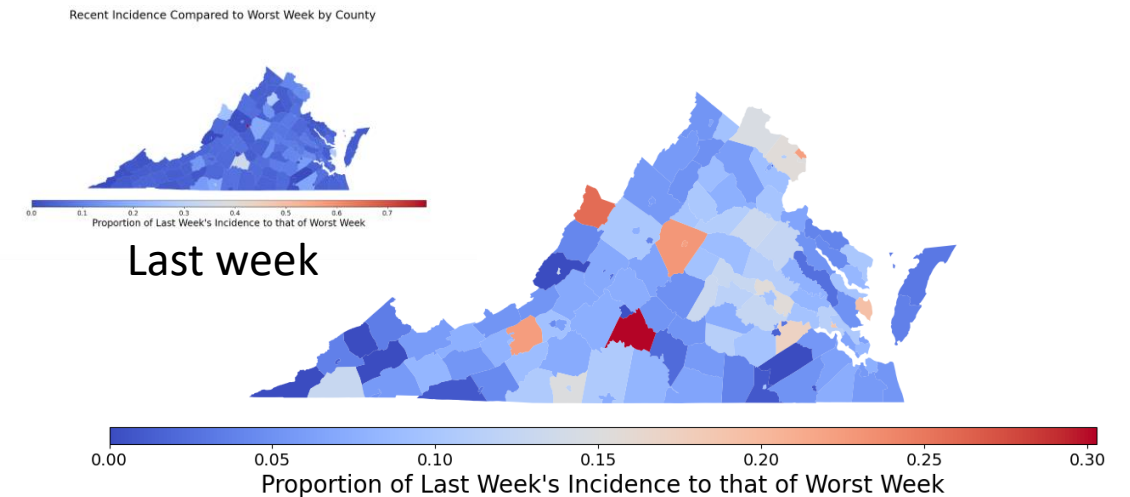 Recent Incidence Compared to Worst Week by County
0.0 0.1 0.2 0.3 0.4 0.5 0.6 0.7
Proportion of Last Week's Incidence to that of Worst Week
Last week
0.00 0.05 0.10 0.15 0.20 0.25 0.30
Proportion of Last Week's Incidence to that of Worst Week